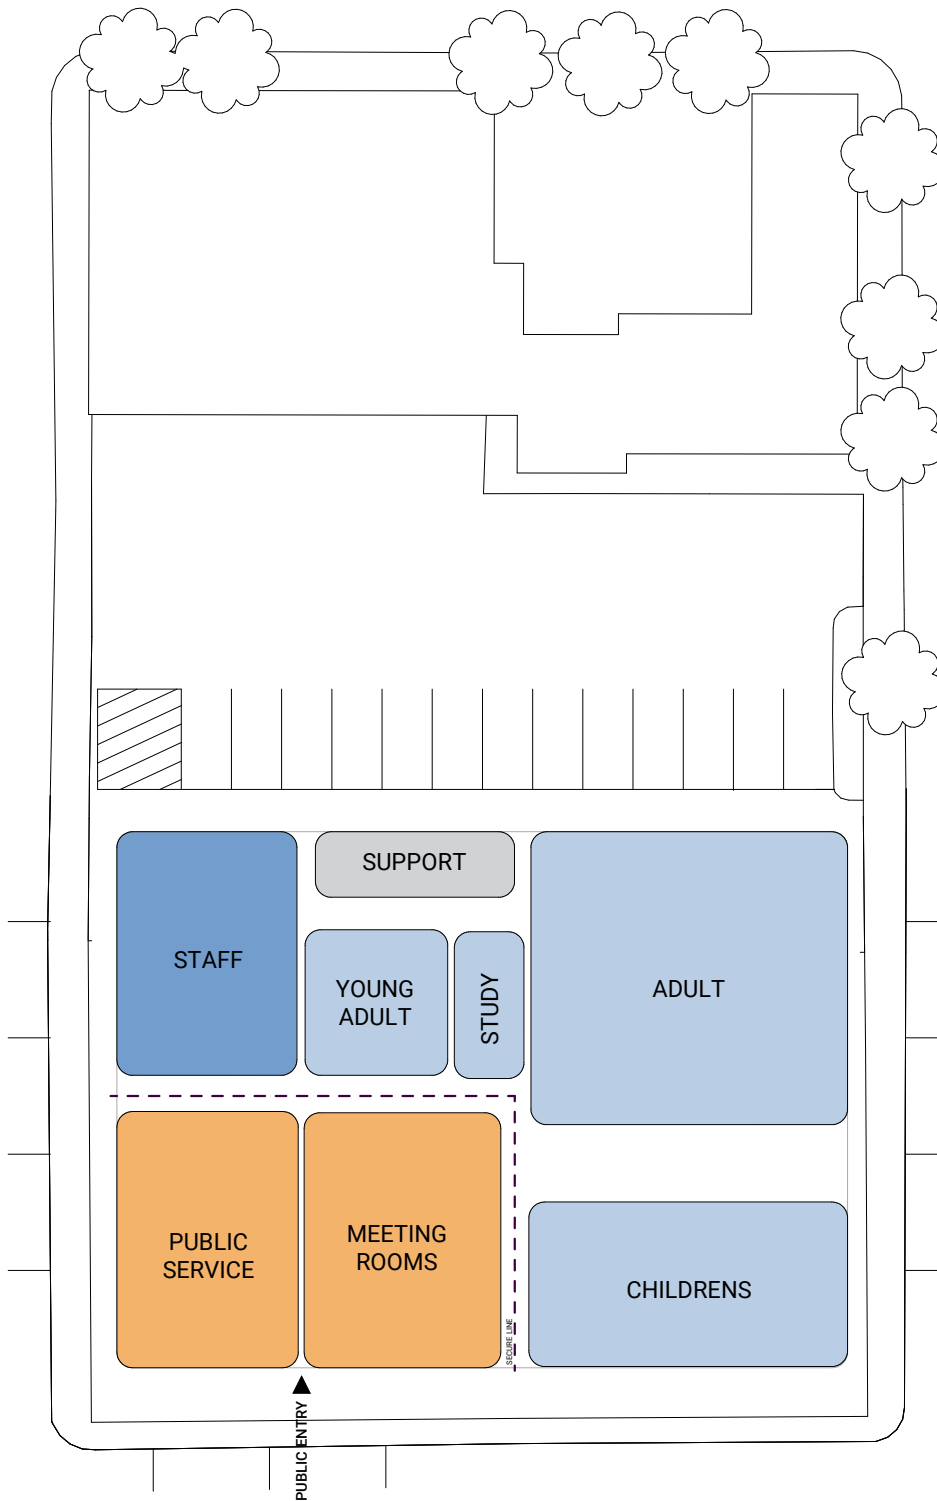 SUPPORT
STAFF
YOUNG
ADULT
STUDY
ADULT
PUBLIC
SERVICE
MEETING
ROOMS
CHILDRENS
SECURE LINE
PUBLIC ENTRY